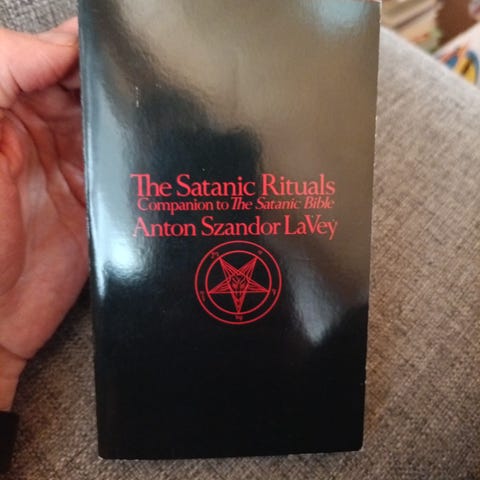 The Satanic Rituals
Companion to The Satanic Bible
Anton Szandor LaVey